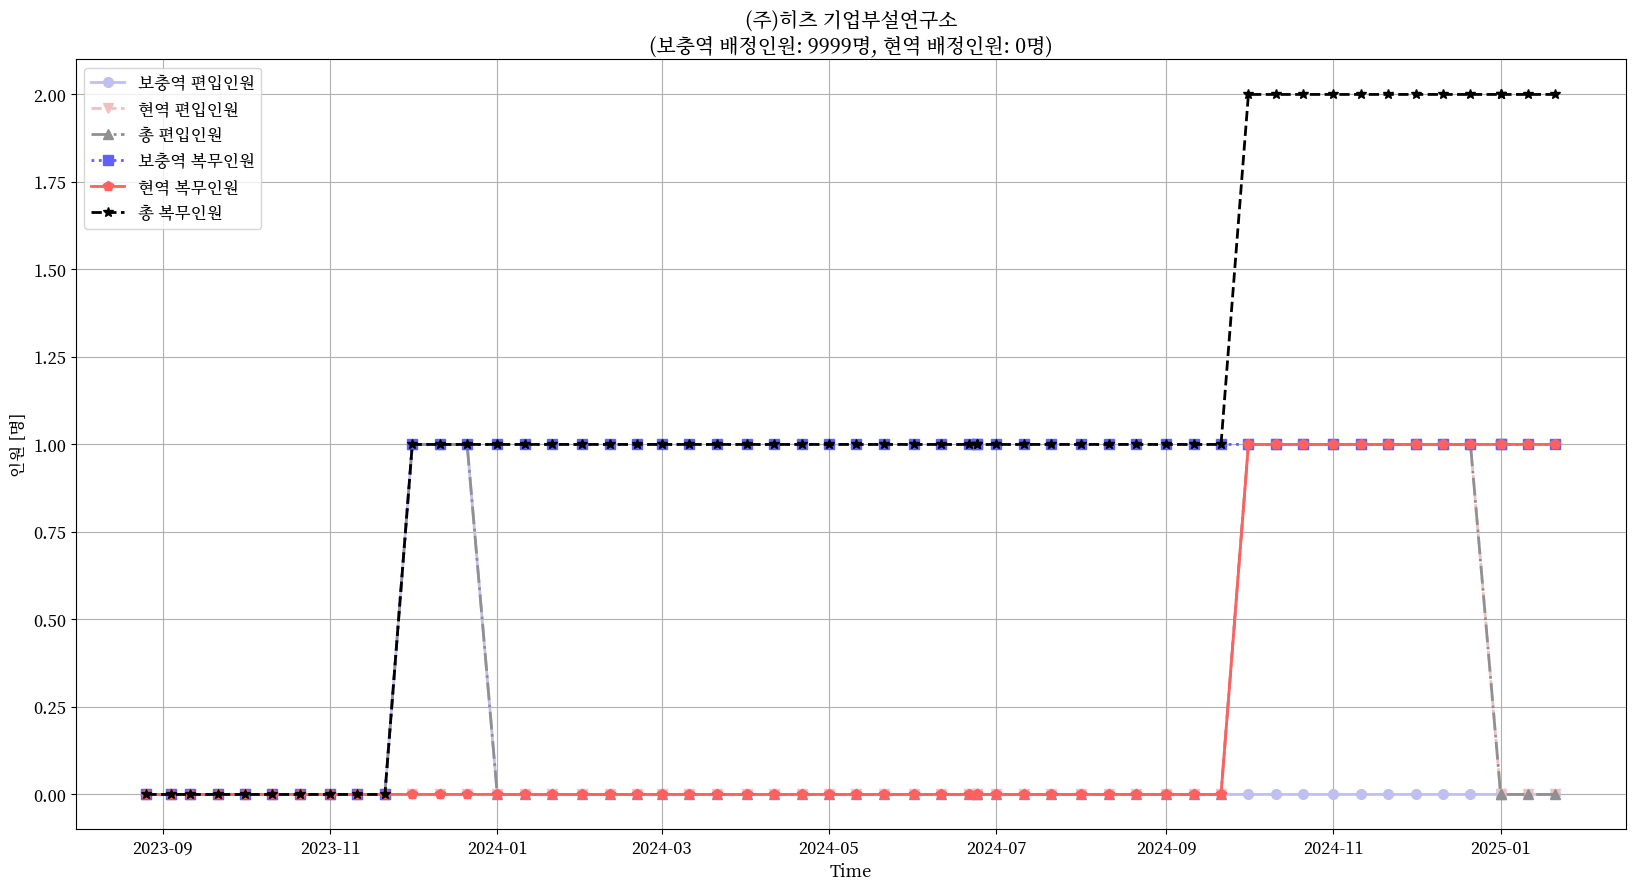 (주)히츠 기업부설연구소
(보충역 배정인원: 9999명, 현역 배정인원: 0명)
보충역 편입인원
현역 편입인원
총 편입인원
보충역 복무인원
현역 복무인원
총 복무인원
인원 [명]
2.00
1.75
1.50
1.25
1.00
0.75
0.50
0.25
0.00
2023-09
2023-11
2024-01
2024-03
2024-05
2024-07
2024-09
2024-11
2025-01
Time